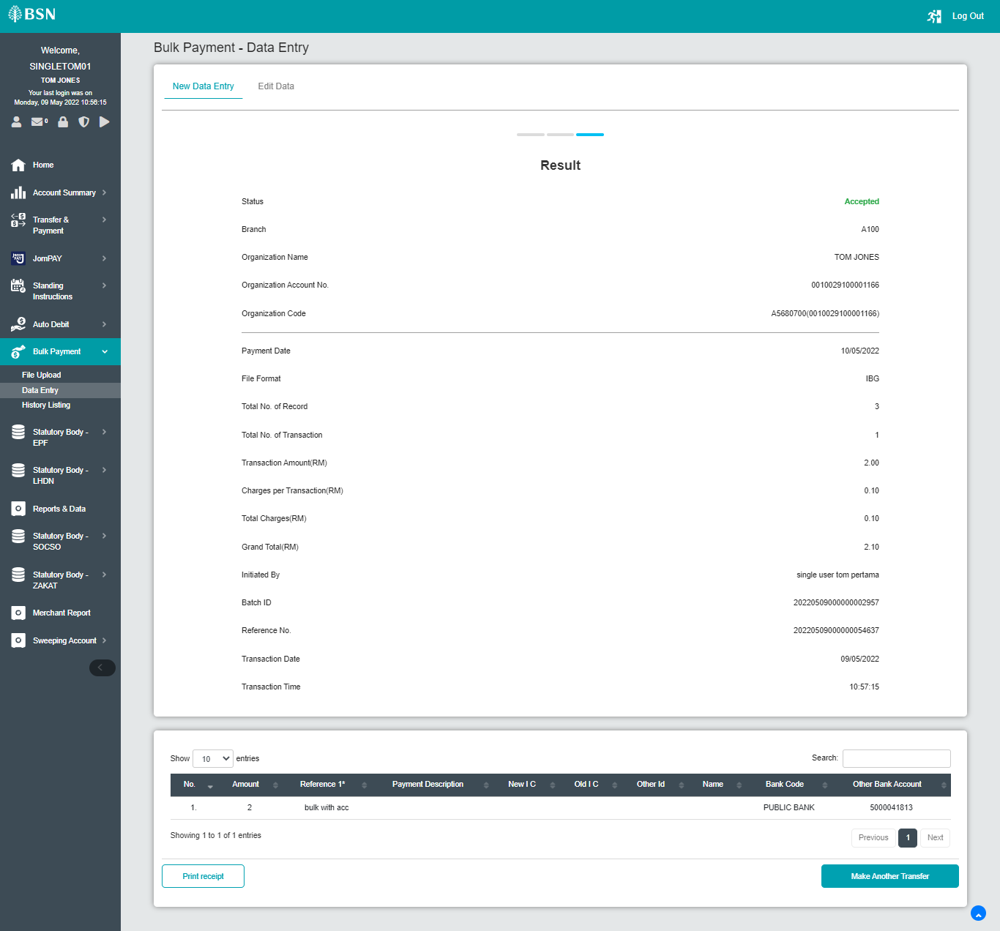 BSN
Log Out
Welcome,
SINGLETOM01
TOM JONES
Your last login was on
Monday, 09 May 2022 10:56:15
0
Home
Account Summary
Transfer &
Payment
JomPAY
Standing
Instructions
Auto Debit
Bulk Payment
File Upload
Data Entry
History Listing
Statutory Body -
EPF
Statutory Body -
LHDN
Reports & Data
Statutory Body -
SOCSO
Statutory Body -
ZAKAT
Merchant Report
Sweeping Account
Bulk Payment - Data Entry
New Data Entry Edit Data
Result
Status Accepted
Branch A100
Organization Name TOM JONES
Organization Account No. 0010029100001166
Organization Code A5680700(0010029100001166)
Payment Date 10/05/2022
File Format IBG
Total No. of Record 3
Total No. of Transaction 1
Transaction Amount(RM) 2.00
Charges per Transaction(RM) 0.10
Total Charges(RM) 0.10
Grand Total(RM) 2.10
Initiated By single user tom pertama
Batch ID 20220509000000002957
Reference No. 20220509000000054637
Transaction Date 09/05/2022
Transaction Time 10:57:15
Show 10 entries Search:
No. Amount Reference 1* Payment Description New I C Old I C Other Id Name Bank Code Other Bank Account
1. 2 bulk with acc PUBLIC BANK 5000041813
Showing 1 to 1 of 1 entries Previous 1 Next
Print receipt Make Another Transfer